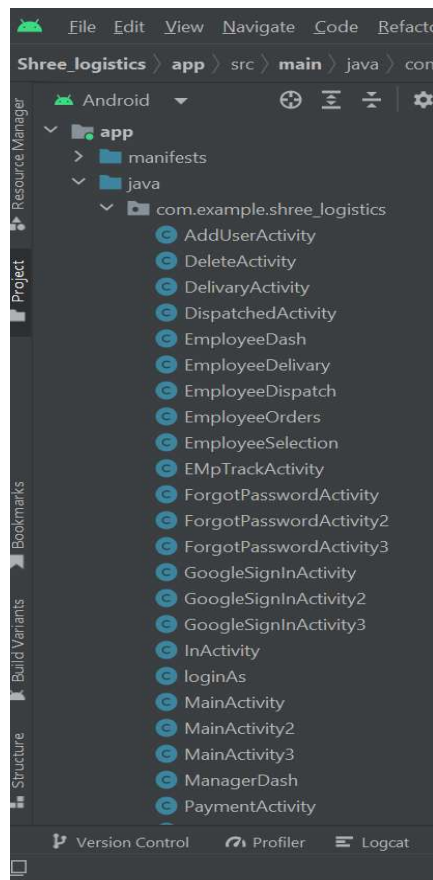 File Edit View Navigate Code Refacto
Shree_logistics 〉 app 〉 src 〉 main 〉 java 〉 con
Android
Resource Manager
Project
Bookmarks
Build Variants
Structure
app
manifests
java
com.example.shree_logistics
C AddUserActivity
C DeleteActivity
C DelivaryActivity
C DispatchedActivity
C EmployeeDash
C EmployeeDelivary
C EmployeeDispatch
C EmployeeOrders
C EmployeeSelection
C EMpTrackActivity
C ForgotPasswordActivity
C ForgotPasswordActivity2
C ForgotPasswordActivity3
C GoogleSignInActivity
C GoogleSignInActivity2
C GoogleSignInActivity3
C InActivity
C loginAs
C MainActivity
C MainActivity2
C MainActivity3
C ManagerDash
C PaymentActivity
Version Control Profiler Logcat